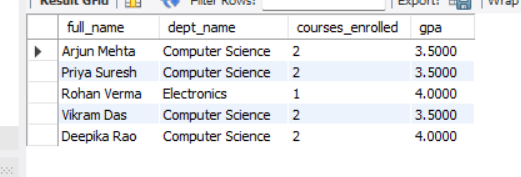 Result Grid Filter Rows: Export: Wrap
full_name dept_name courses_enrolled gpa
Arjun Mehta Computer Science 2 3.5000
Priya Suresh Computer Science 2 3.5000
Rohan Verma Electronics 1 4.0000
Vikram Das Computer Science 2 3.5000
Deepika Rao Computer Science 2 4.0000